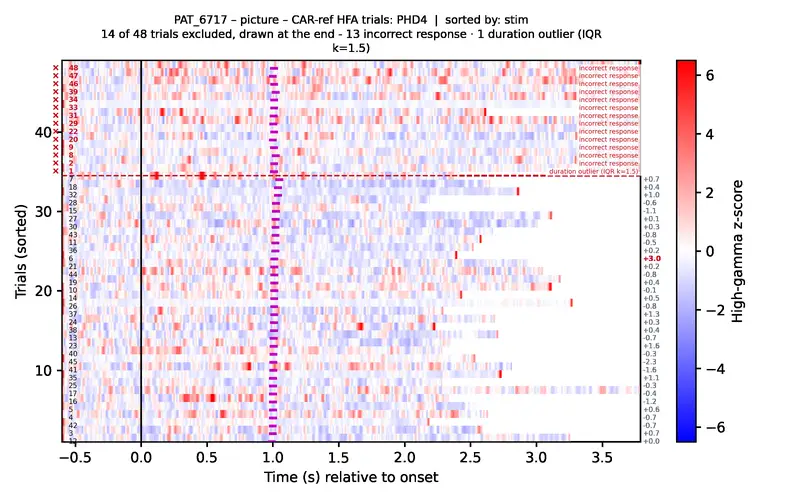 PAT_6717 – picture – CAR-ref HFA trials: PHD4 | sorted by: stim
14 of 48 trials excluded, drawn at the end - 13 incorrect response · 1 duration outlier (IQR
k=1.5)
× 48 incorrect response
× 47 incorrect response
× 46 incorrect response
× 39 incorrect response
× 34 incorrect response
× 33 incorrect response
× 31 incorrect response
× 29 incorrect response
× 22 incorrect response
× 20 incorrect response
× 9 incorrect response
× 8 incorrect response
× 2 incorrect response
× 1 duration outlier (IQR k=1.5)
7 +0.7
18 +0.4
32 +1.0
28 -0.6
15 -1.1
27 +0.1
30 +0.3
43 -0.8
11 -0.5
36 +0.2
6 +3.0
21 +0.2
44 -0.8
19 +0.4
10 -0.1
14 +0.5
26 -0.8
37 +1.3
24 +0.3
38 +0.4
13 -0.7
23 +1.6
40 -0.3
45 -2.3
41 -1.6
35 +1.1
25 -0.3
17 -0.4
16 -1.2
5 +0.6
4 -0.7
42 -0.7
3 +0.7
12 +0.0
40
30
20
10
Trials (sorted)
−0.5 0.0 0.5 1.0 1.5 2.0 2.5 3.0 3.5
Time (s) relative to onset
6
4
2
0
−2
−4
−6
High-gamma z-score